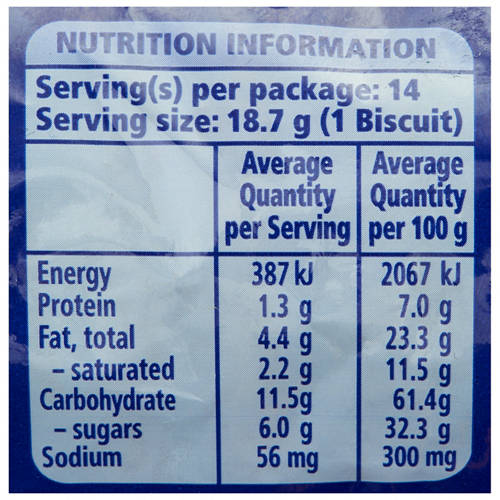 NUTRITION INFORMATION
Serving(s) per package: 14
Serving size: 18.7 g (1 Biscuit)
Average Quantity per Serving
Average Quantity per 100 g
Energy 387 kJ 2067 kJ
Protein 1.3 g 7.0 g
Fat, total 4.4 g 23.3 g
– saturated 2.2 g 11.5 g
Carbohydrate 11.5g 61.4g
– sugars 6.0 g 32.3 g
Sodium 56 mg 300 mg